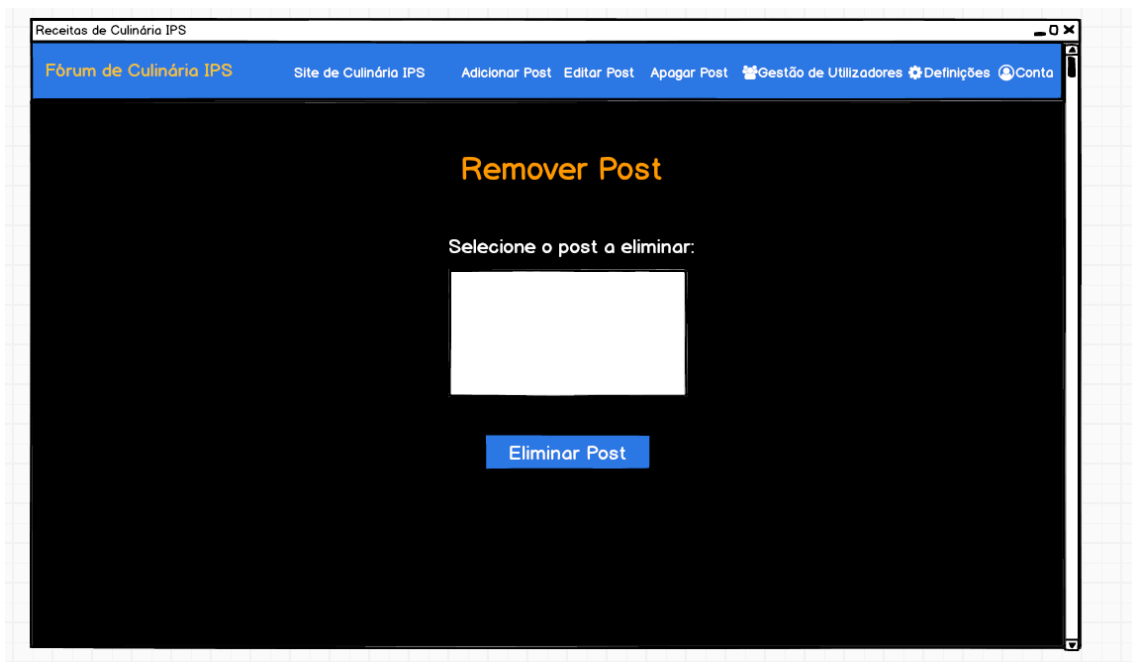 Receitas de Culinária IPS
Fórum de Culinária IPS Site de Culinária IPS Adicionar Post Editar Post Apagar Post Gestão de Utilizadores Definições Conta
Remover Post
Selecione o post a eliminar:
Eliminar Post